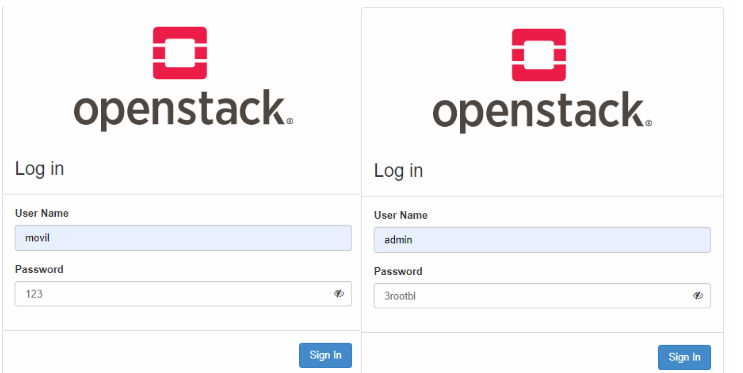 openstack.
Log in
User Name
movil
Password
123
Sign In
openstack.
Log in
User Name
admin
Password
3rootbl
Sign In